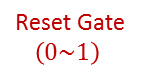 Reset Gate
(0~1)